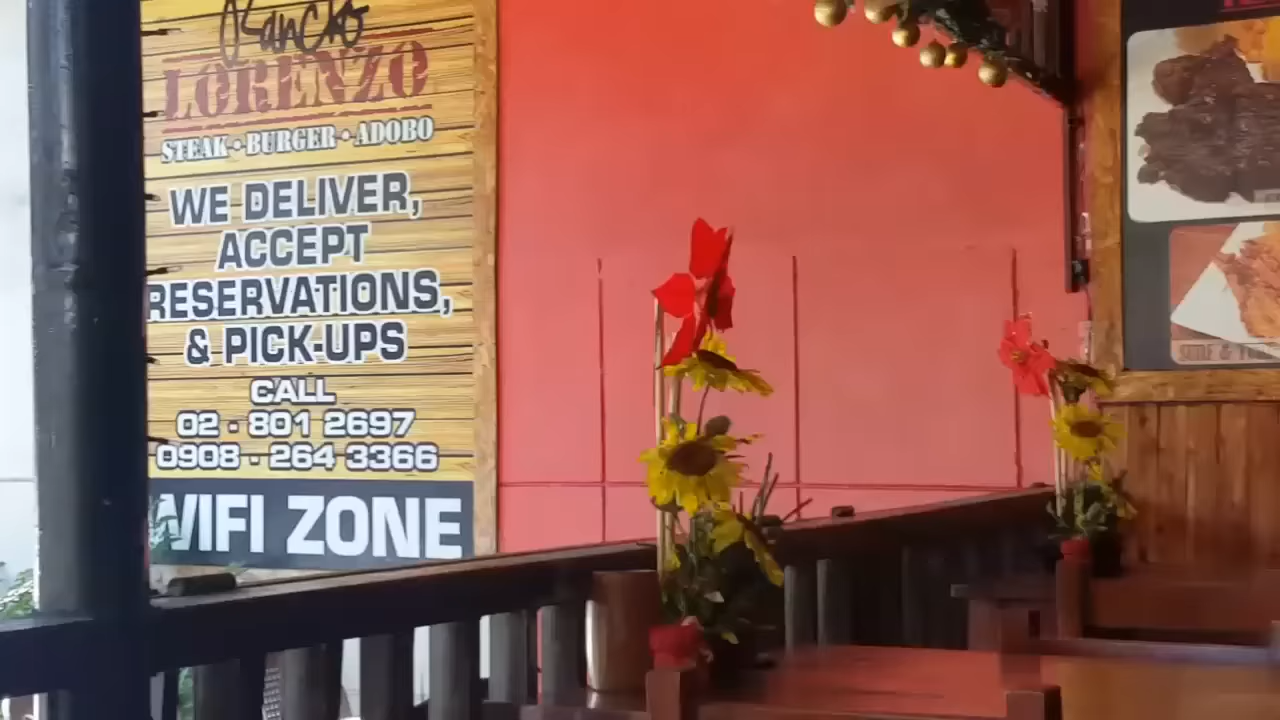 Rancho
LORENZO
STEAK • BURGER • ADOBO
WE DELIVER,
ACCEPT
RESERVATIONS,
& PICK-UPS
CALL
02 - 801 2697
0908 - 264 3366
WIFI ZONE